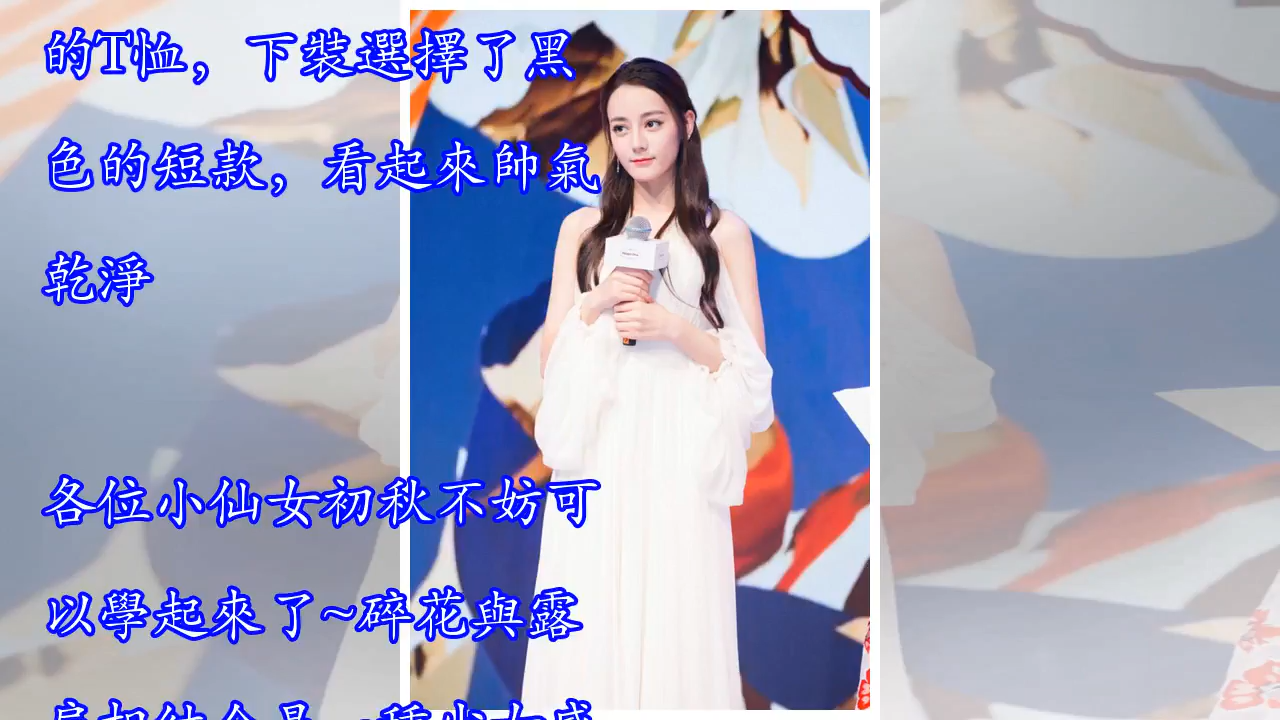 的T恤，下裝選擇了黑
色的短款，看起來帥氣
乾淨
各位小仙女初秋不妨可
以學起來了~碎花與露